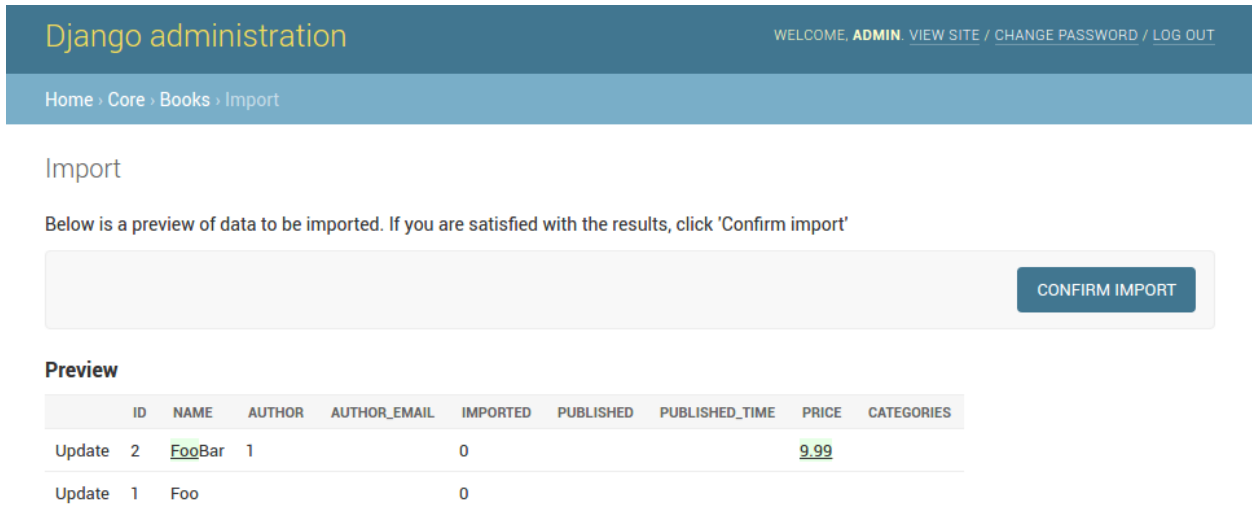 Django administration
WELCOME, ADMIN. VIEW SITE / CHANGE PASSWORD / LOG OUT
Home › Core › Books › Import
Import
Below is a preview of data to be imported. If you are satisfied with the results, click 'Confirm import'
CONFIRM IMPORT
Preview
ID NAME AUTHOR AUTHOR_EMAIL IMPORTED PUBLISHED PUBLISHED_TIME PRICE CATEGORIES
Update 2 FooBar 1 0 9.99
Update 1 Foo 0